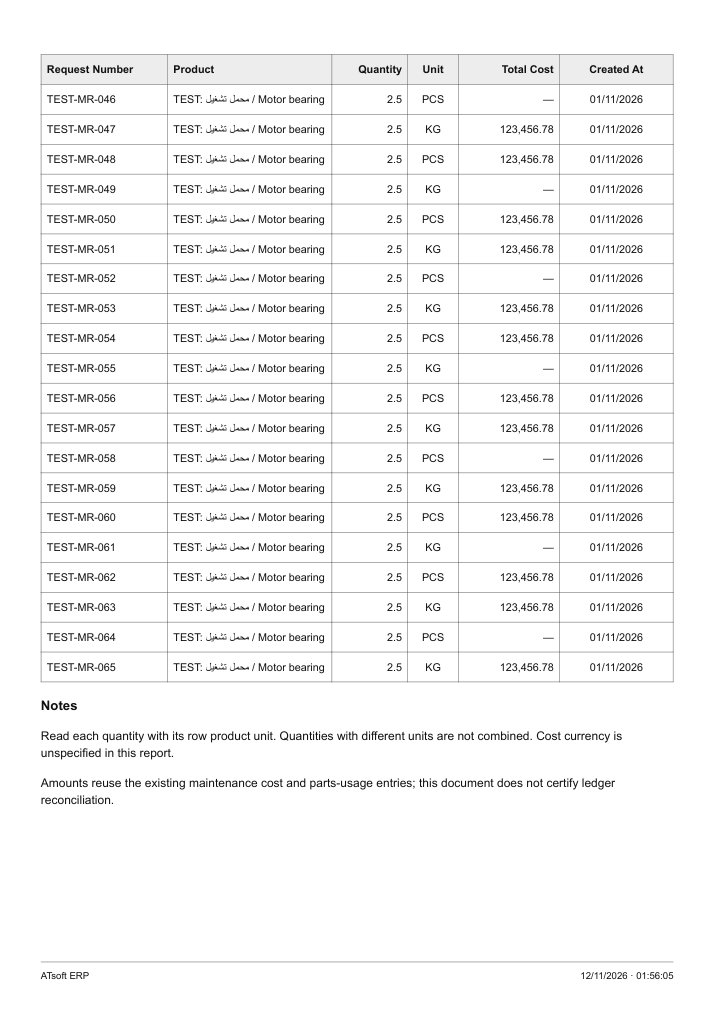 Request Number Product Quantity Unit Total Cost Created At
TEST-MR-046 TEST: محمل تشغيل / Motor bearing 2.5 PCS — 01/11/2026
TEST-MR-047 TEST: محمل تشغيل / Motor bearing 2.5 KG 123,456.78 01/11/2026
TEST-MR-048 TEST: محمل تشغيل / Motor bearing 2.5 PCS 123,456.78 01/11/2026
TEST-MR-049 TEST: محمل تشغيل / Motor bearing 2.5 KG — 01/11/2026
TEST-MR-050 TEST: محمل تشغيل / Motor bearing 2.5 PCS 123,456.78 01/11/2026
TEST-MR-051 TEST: محمل تشغيل / Motor bearing 2.5 KG 123,456.78 01/11/2026
TEST-MR-052 TEST: محمل تشغيل / Motor bearing 2.5 PCS — 01/11/2026
TEST-MR-053 TEST: محمل تشغيل / Motor bearing 2.5 KG 123,456.78 01/11/2026
TEST-MR-054 TEST: محمل تشغيل / Motor bearing 2.5 PCS 123,456.78 01/11/2026
TEST-MR-055 TEST: محمل تشغيل / Motor bearing 2.5 KG — 01/11/2026
TEST-MR-056 TEST: محمل تشغيل / Motor bearing 2.5 PCS 123,456.78 01/11/2026
TEST-MR-057 TEST: محمل تشغيل / Motor bearing 2.5 KG 123,456.78 01/11/2026
TEST-MR-058 TEST: محمل تشغيل / Motor bearing 2.5 PCS — 01/11/2026
TEST-MR-059 TEST: محمل تشغيل / Motor bearing 2.5 KG 123,456.78 01/11/2026
TEST-MR-060 TEST: محمل تشغيل / Motor bearing 2.5 PCS 123,456.78 01/11/2026
TEST-MR-061 TEST: محمل تشغيل / Motor bearing 2.5 KG — 01/11/2026
TEST-MR-062 TEST: محمل تشغيل / Motor bearing 2.5 PCS 123,456.78 01/11/2026
TEST-MR-063 TEST: محمل تشغيل / Motor bearing 2.5 KG 123,456.78 01/11/2026
TEST-MR-064 TEST: محمل تشغيل / Motor bearing 2.5 PCS — 01/11/2026
TEST-MR-065 TEST: محمل تشغيل / Motor bearing 2.5 KG 123,456.78 01/11/2026
Notes
Read each quantity with its row product unit. Quantities with different units are not combined. Cost currency is
unspecified in this report.
Amounts reuse the existing maintenance cost and parts-usage entries; this document does not certify ledger
reconciliation.
ATsoft ERP 12/11/2026 · 01:56:05